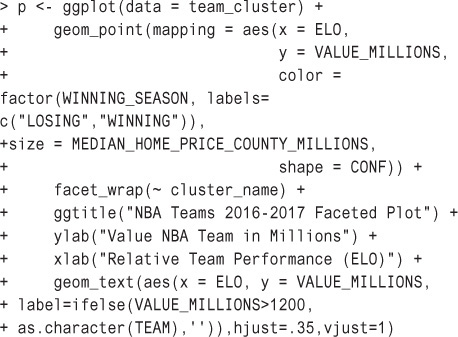 > p <- ggplot(data = team_cluster) +
+ geom_point(mapping = aes(x = ELO,
+ y = VALUE_MILLIONS,
+ color =
factor(WINNING_SEASON, labels=
c("LOSING","WINNING")),
+size = MEDIAN_HOME_PRICE_COUNTY_MILLIONS,
+ shape = CONF)) +
+ facet_wrap(~ cluster_name) +
+ ggtitle("NBA Teams 2016-2017 Faceted Plot") +
+ ylab("Value NBA Team in Millions") +
+ xlab("Relative Team Performance (ELO)") +
+ geom_text(aes(x = ELO, y = VALUE_MILLIONS,
+ label=ifelse(VALUE_MILLIONS>1200,
+ as.character(TEAM),'')),hjust=.35,vjust=1)